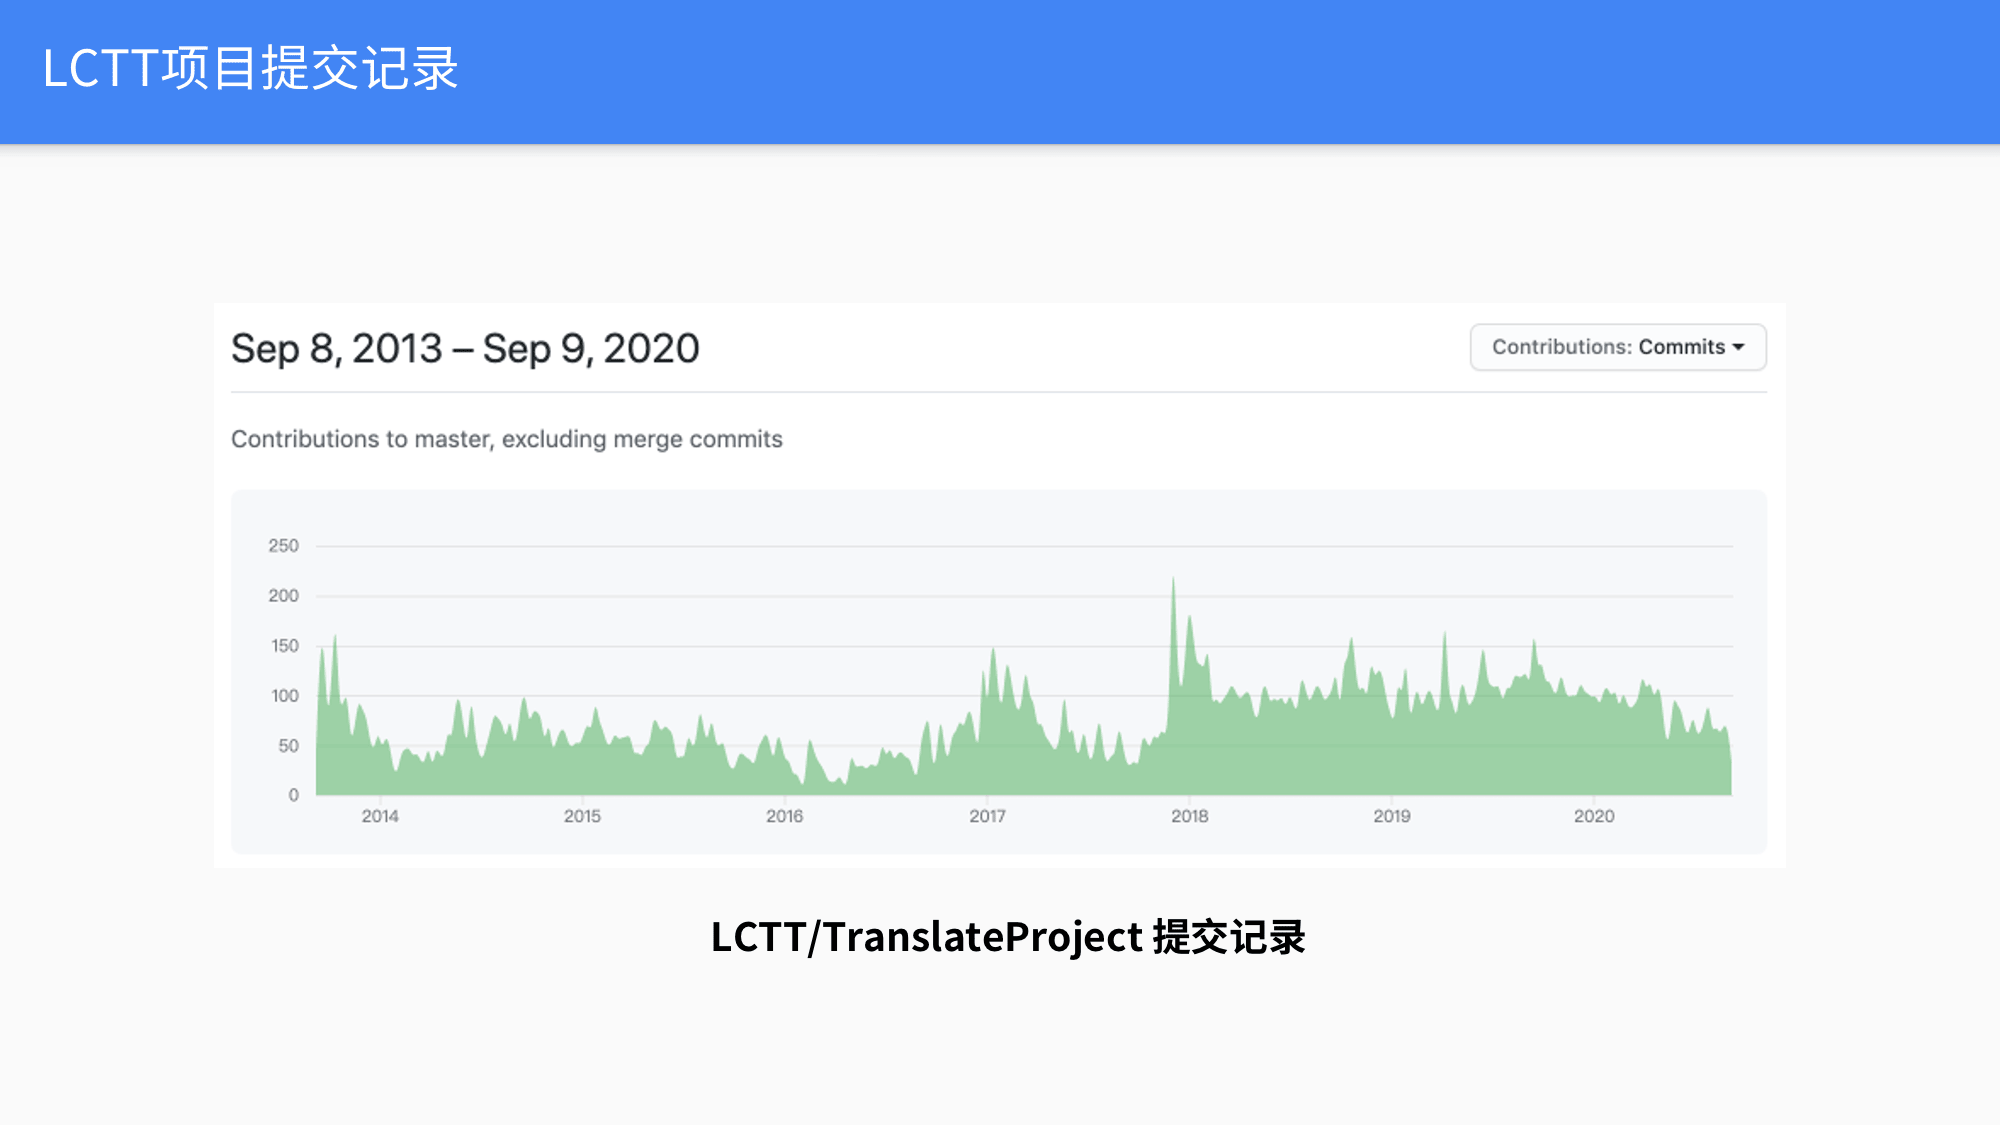 LCTT项目提交记录
Sep 8, 2013 – Sep 9, 2020
Contributions: Commits
Contributions to master, excluding merge commits
250
200
150
100
50
0
2014 2015 2016 2017 2018 2019 2020
LCTT/TranslateProject 提交记录